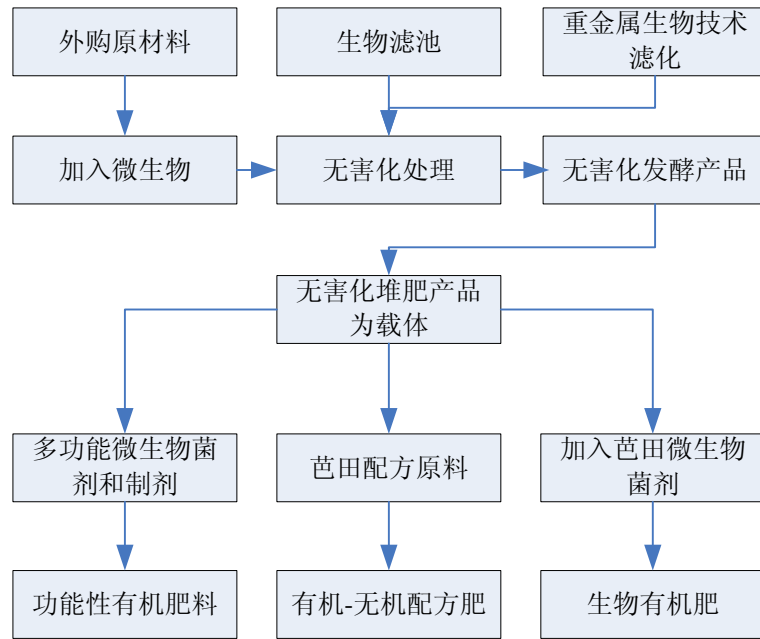 外购原材料
生物滤池
重金属生物技术
滤化
加入微生物
无害化处理
无害化发酵产品
无害化堆肥产品
为载体
多功能微生物菌
剂和制剂
芭田配方原料
加入芭田微生物
菌剂
功能性有机肥料
有机-无机配方肥
生物有机肥